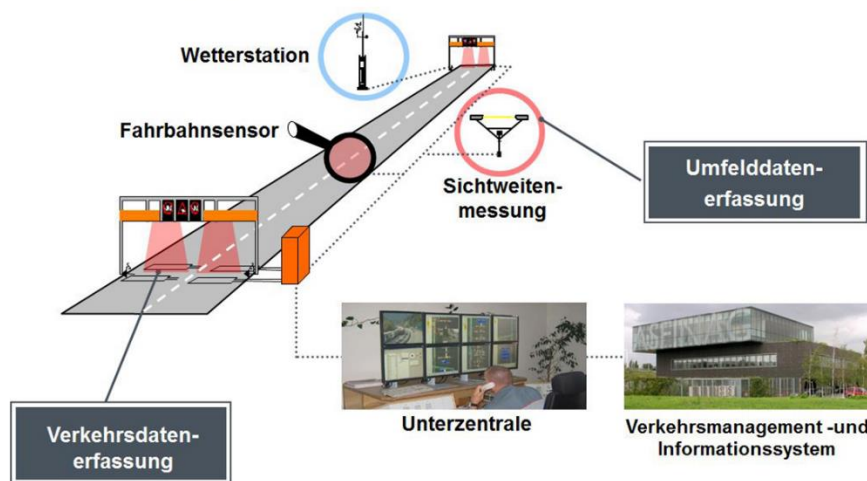 Wetterstation
Fahrbahnsensor
Sichtweiten-
messung
Umfelddaten-
erfassung
Verkehrsdaten-
erfassung
Unterzentrale
Verkehrsmanagement -und
Informationssystem